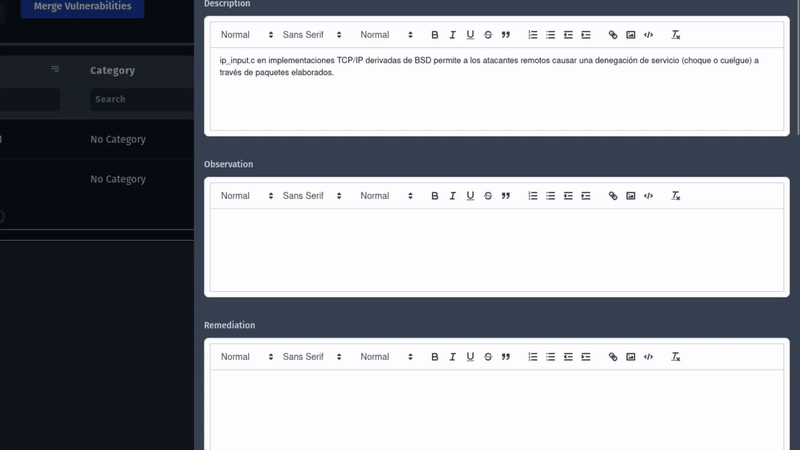 Merge Vulnerabilities
Category
Search
No Category
No Category
Description
Normal Sans Serif Normal
ip_input.c en implementaciones TCP/IP derivadas de BSD permite a los atacantes remotos causar una denegación de servicio (choque o cuelgue) a
través de paquetes elaborados.
Observation
Normal Sans Serif Normal
Remediation
Normal Sans Serif Normal